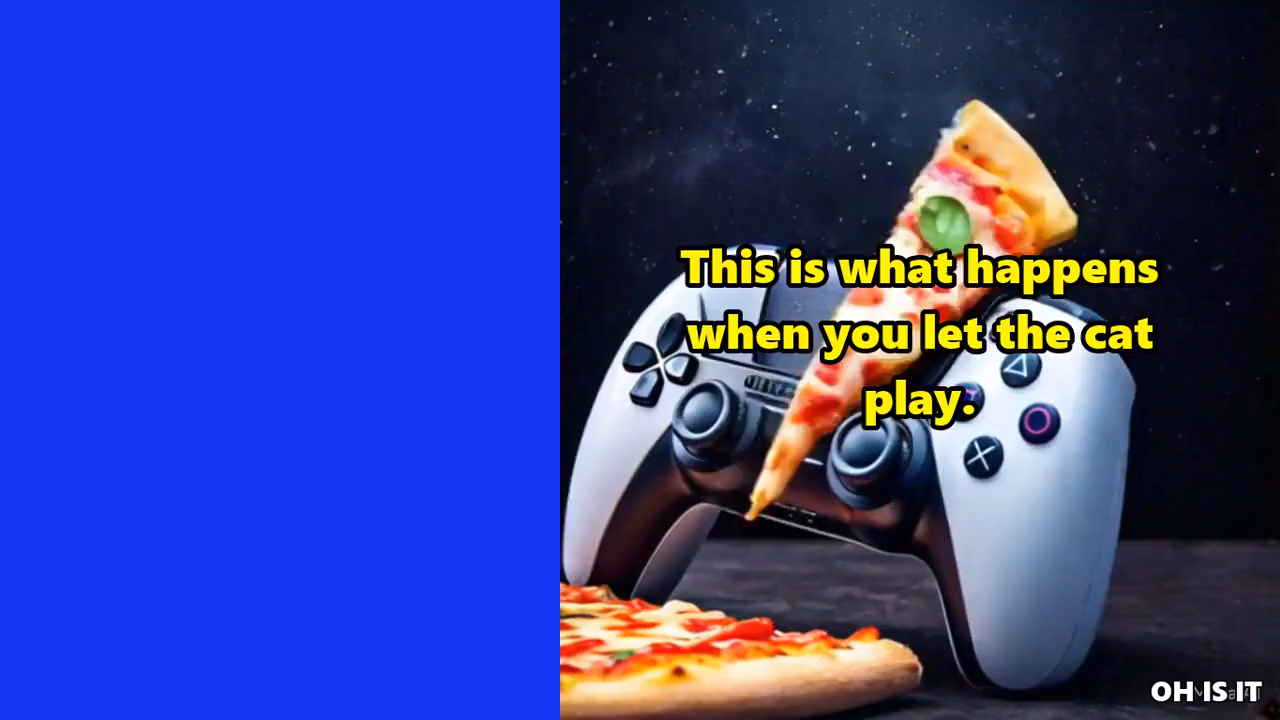 This is what happens
when you let the cat
play.
OH IS IT